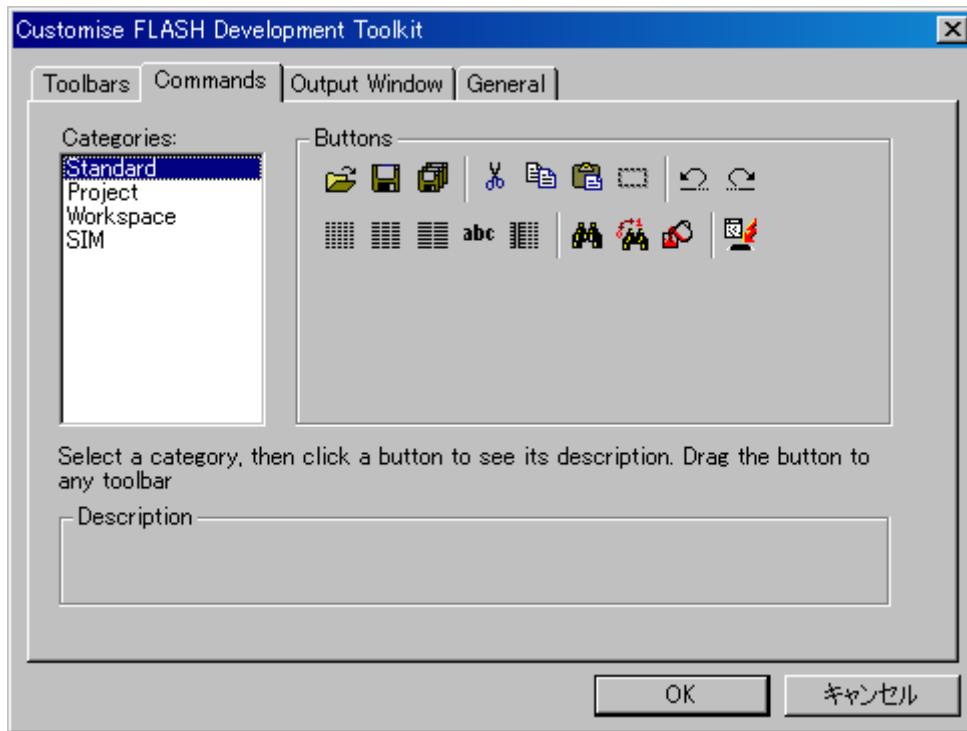 Customise FLASH Development Toolkit
Toolbars
Commands
Output Window
General
Categories:
Standard
Project
Workspace
SIM
Buttons
abc
Select a category, then click a button to see its description. Drag the button to
any toolbar
Description
OK
キャンセル